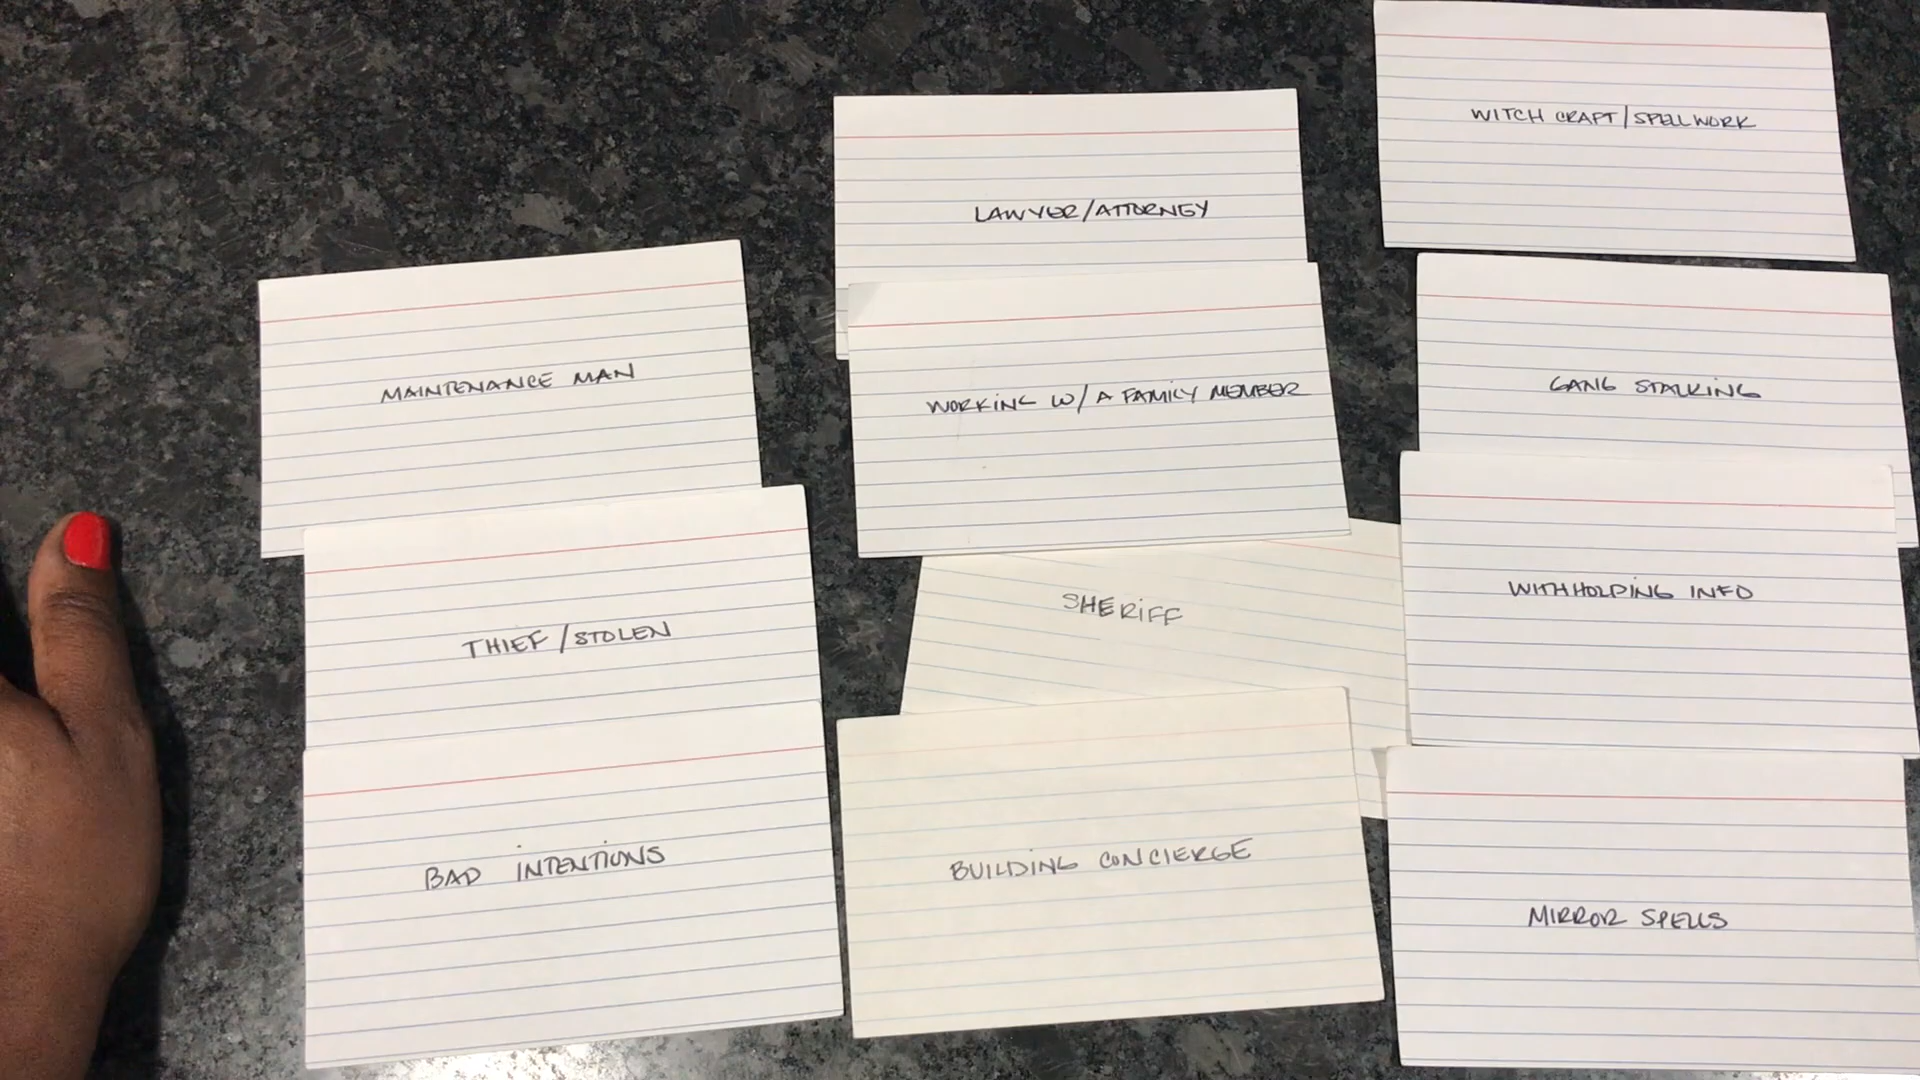 MAINTENANCE MAN
THIEF/STOLEN
BAD INTENTIONS
LAWYER/ATTORNEY
WORKING W/A FAMILY MEMBER
SHERIFF
BUILDING CONCIERGE
WITCH CRAFT/SPELLWORK
GANG STALKING
WITHHOLDING INFO
MIRROR SPELLS